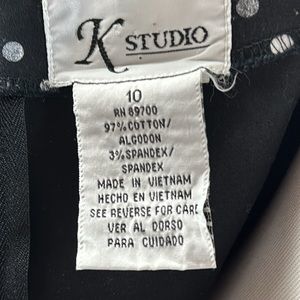 K STUDIO
10
RN 89700
97% COTTON/
ALGODON
3% SPANDEX/
SPANDEX
MADE IN VIETNAM
HECHO EN VIETNAM
SEE REVERSE FOR CARE
VER AL DORSO
PARA CUIDADO